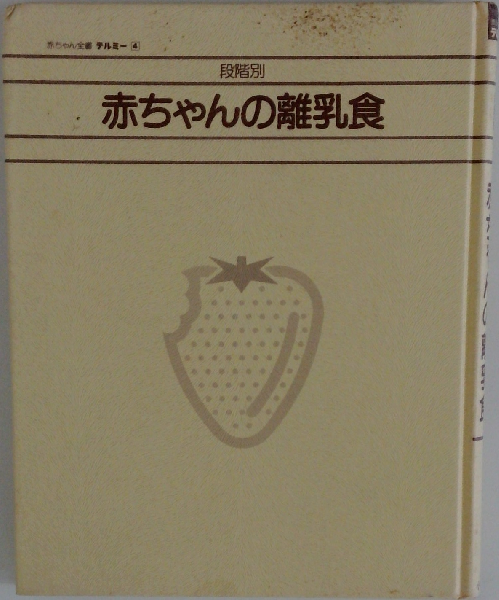 赤ちゃん全書 テルミー 4
段階別
赤ちゃんの離乳食